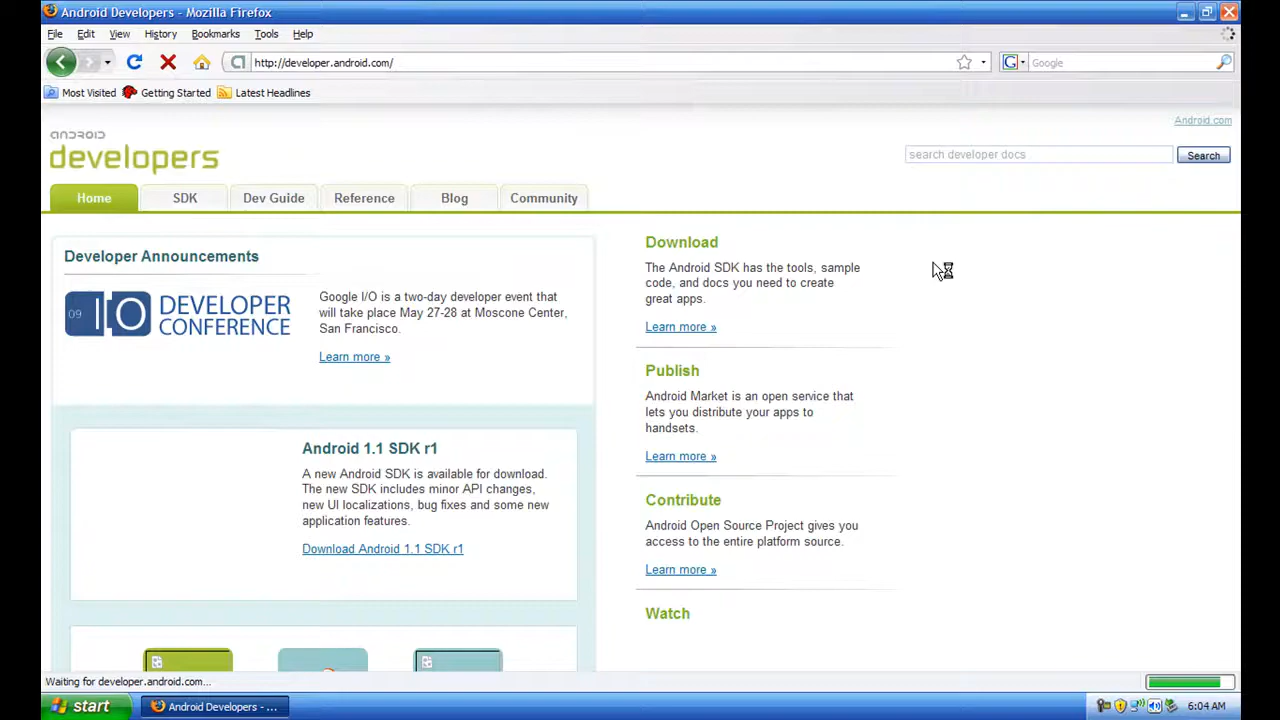 Android Developers - Mozilla Firefox
File Edit View History Bookmarks Tools Help
http://developer.android.com/
Google
Most Visited Getting Started Latest Headlines
Android.com
android
developers
search developer docs
Search
Home SDK Dev Guide Reference Blog Community
Developer Announcements
09 I/O DEVELOPER
CONFERENCE
Google I/O is a two-day developer event that
will take place May 27-28 at Moscone Center,
San Francisco.
Learn more »
Android 1.1 SDK r1
A new Android SDK is available for download.
The new SDK includes minor API changes,
new UI localizations, bug fixes and some new
application features.
Download Android 1.1 SDK r1
Download
The Android SDK has the tools, sample
code, and docs you need to create
great apps.
Learn more »
Publish
Android Market is an open service that
lets you distribute your apps to
handsets.
Learn more »
Contribute
Android Open Source Project gives you
access to the entire platform source.
Learn more »
Watch
Waiting for developer.android.com...
start
Android Developers - ...
6:04 AM